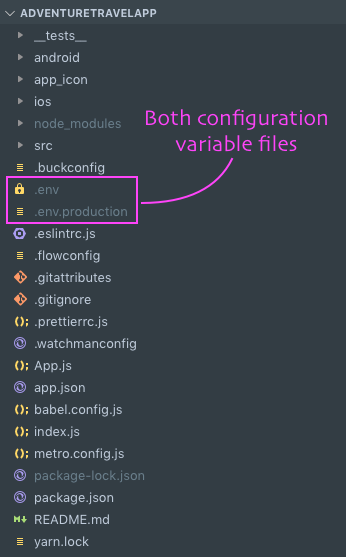 ADVENTURETRAVELAPP
__tests__
android
app_icon
ios
node_modules
src
Both configuration
variable files
.buckconfig
.env
.env.production
.eslintrc.js
.flowconfig
.gitattributes
.gitignore
.prettierrc.js
.watchmanconfig
App.js
app.json
babel.config.js
index.js
metro.config.js
package-lock.json
package.json
README.md
yarn.lock